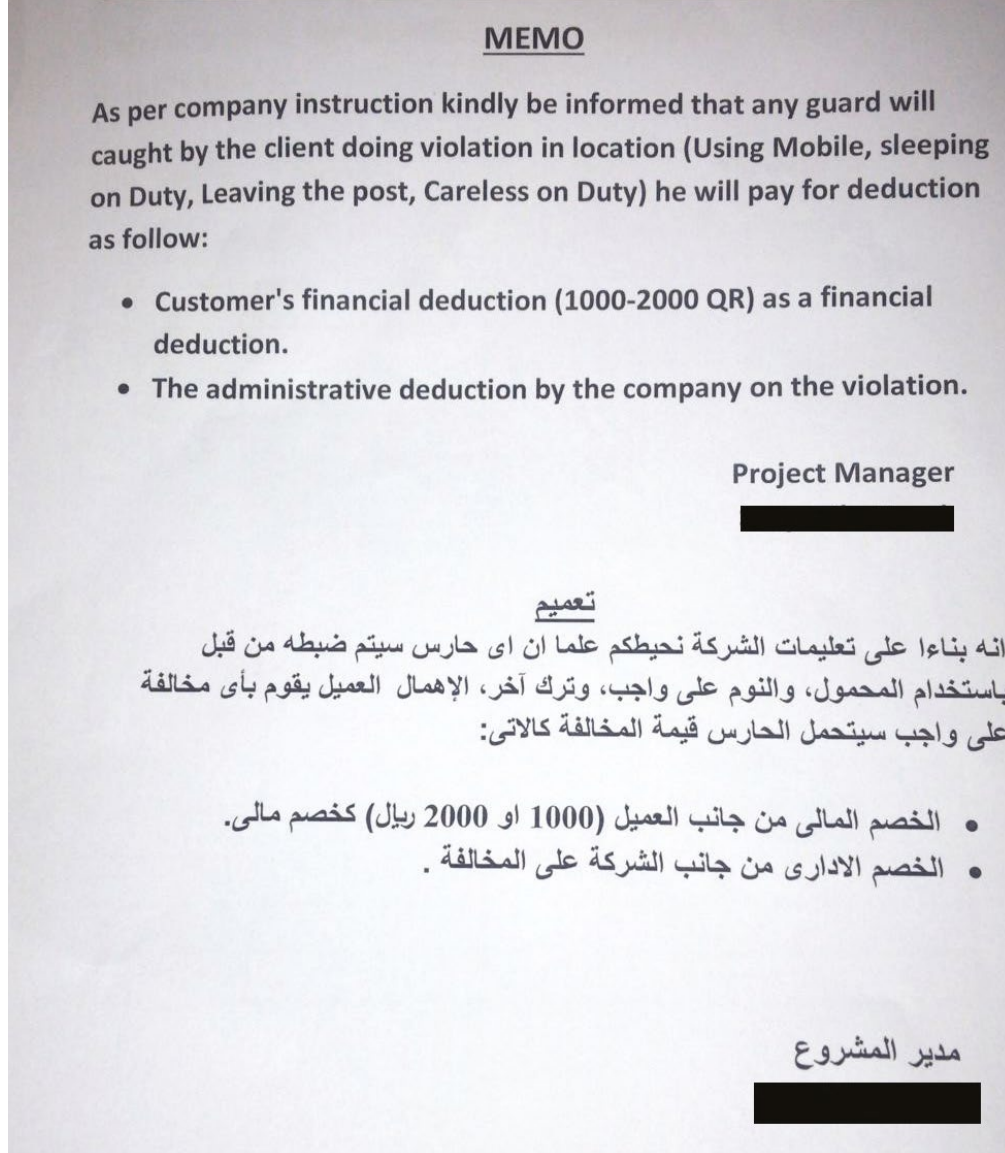 MEMO
As per company instruction kindly be informed that any guard will
caught by the client doing violation in location (Using Mobile, sleeping
on Duty, Leaving the post, Careless on Duty) he will pay for deduction
as follow:
• Customer's financial deduction (1000-2000 QR) as a financial
deduction.
• The administrative deduction by the company on the violation.
Project Manager
تعميم
انه بناءا على تعليمات الشركة نحيطكم علما ان اى حارس سيتم ضبطه من قبل
باستخدام المحمول، والنوم على واجب، وترك آخر، الإهمال العميل يقوم بأى مخالفة
على واجب سيتحمل الحارس قيمة المخالفة كالاتى:
• الخصم المالى من جانب العميل (1000 او 2000 ريال) كخصم مالى.
• الخصم الادارى من جانب الشركة على المخالفة .
مدير المشروع